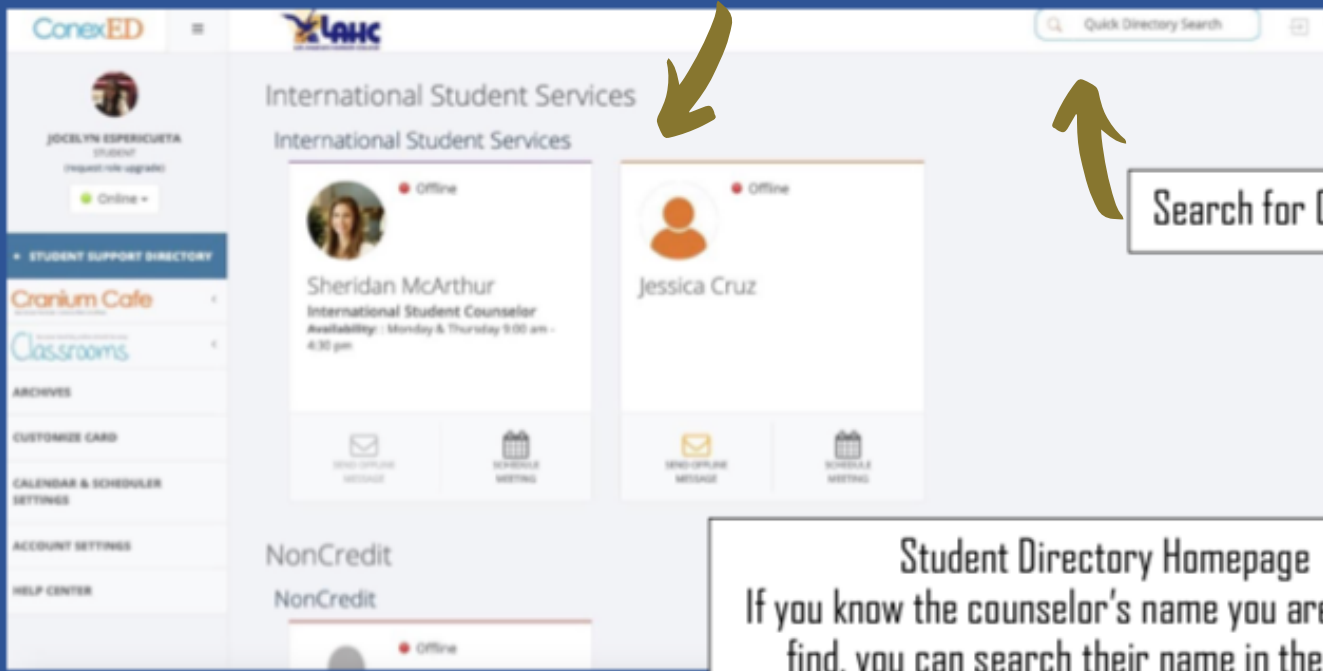 ConexED
LAHC
Quick Directory Search
JOCELYN ESPERICUETA
STUDENT
(request role upgrade)
Online
STUDENT SUPPORT DIRECTORY
Cranium Cafe
Classrooms
ARCHIVES
CUSTOMIZE CARD
CALENDAR & SCHEDULER
SETTINGS
ACCOUNT SETTINGS
HELP CENTER
International Student Services
International Student Services
Offline
Sheridan McArthur
International Student Counselor
Availability: : Monday & Thursday 9:00 am -
4:30 pm
SEND OFFLINE
MESSAGE
SCHEDULE
MEETING
Offline
Jessica Cruz
SEND OFFLINE
MESSAGE
SCHEDULE
MEETING
Search for
NonCredit
NonCredit
Offline
Student Directory Homepage
If you know the counselor's name you are
find, you can search their name in the